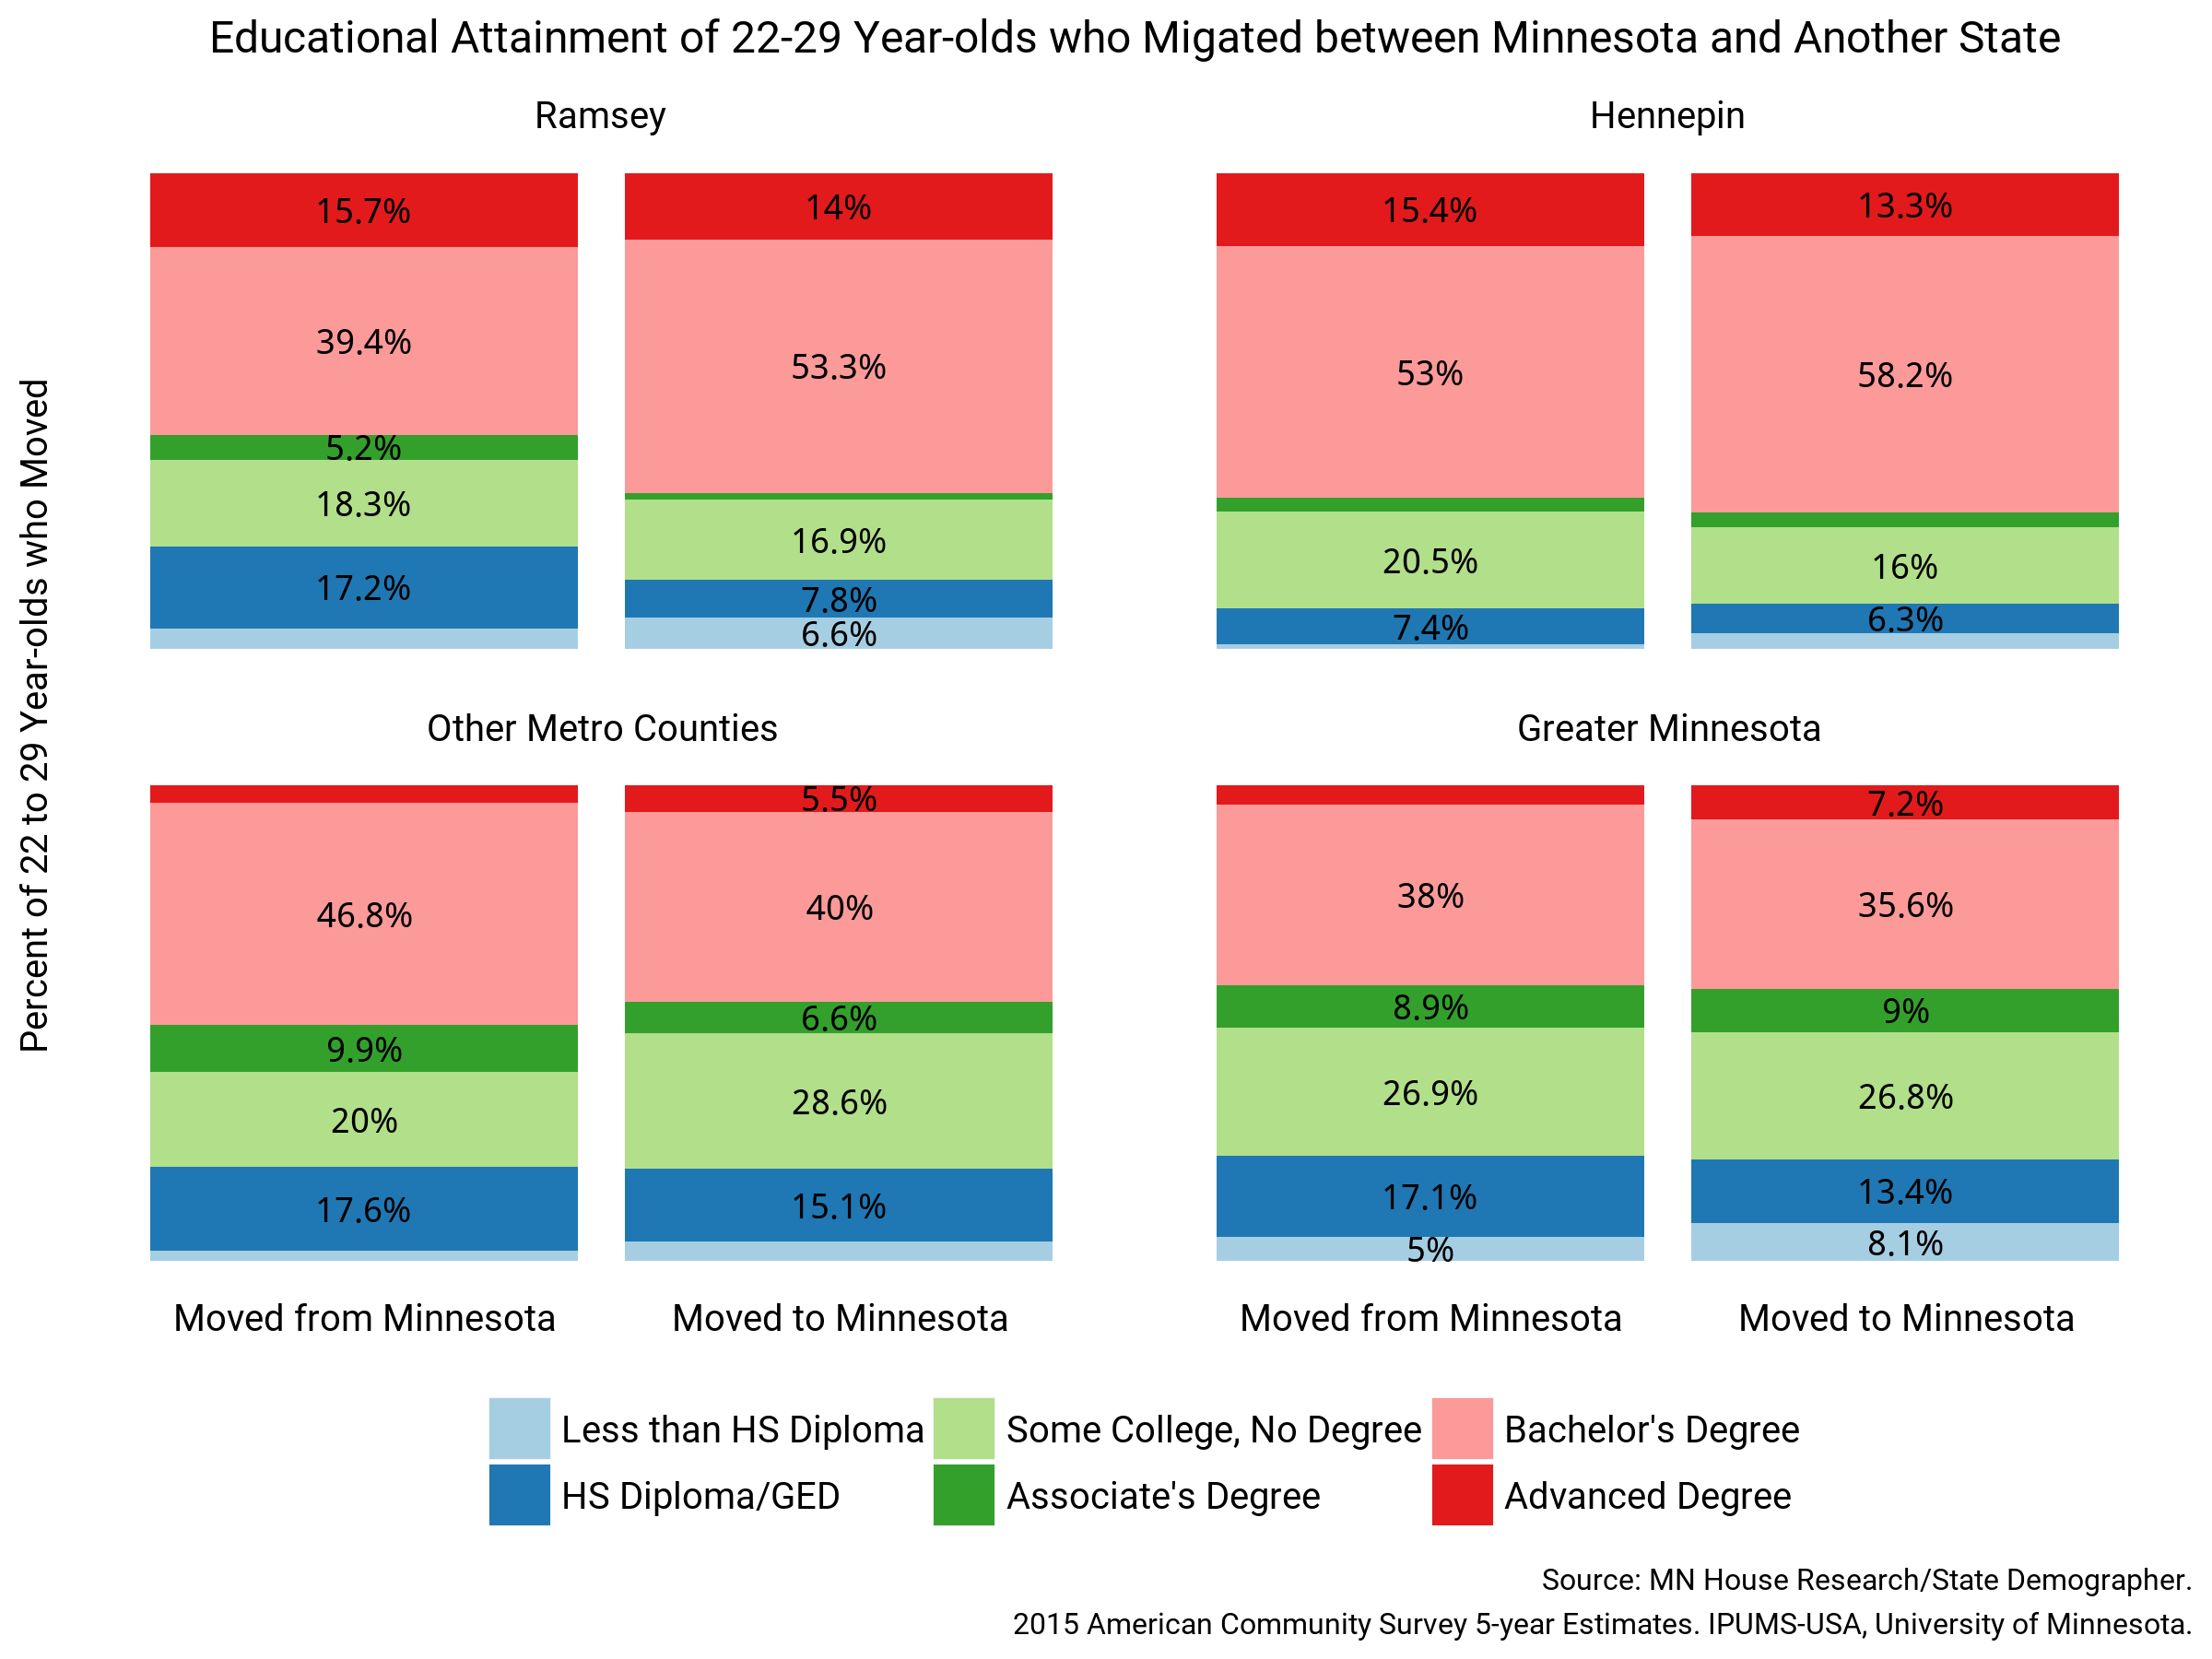 Educational Attainment of 22-29 Year-olds who Migated between Minnesota and Another State
Percent of 22 to 29 Year-olds who Moved
Ramsey
15.7%
39.4%
5.2%
18.3%
17.2%
14%
53.3%
16.9%
7.8%
6.6%
Hennepin
15.4%
53%
20.5%
7.4%
13.3%
58.2%
16%
6.3%
Other Metro Counties
46.8%
9.9%
20%
17.6%
5.5%
40%
6.6%
28.6%
15.1%
Greater Minnesota
38%
8.9%
26.9%
17.1%
5%
7.2%
35.6%
9%
26.8%
13.4%
8.1%
Moved from Minnesota
Moved to Minnesota
Moved from Minnesota
Moved to Minnesota
Less than HS Diploma
Some College, No Degree
Bachelor's Degree
HS Diploma/GED
Associate's Degree
Advanced Degree
Source: MN House Research/State Demographer.
2015 American Community Survey 5-year Estimates. IPUMS-USA, University of Minnesota.